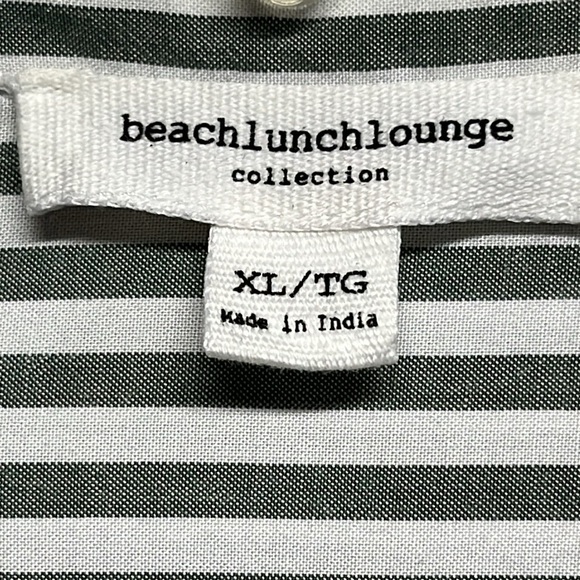 beachlunchlounge
collection
XL/TG
Made in India